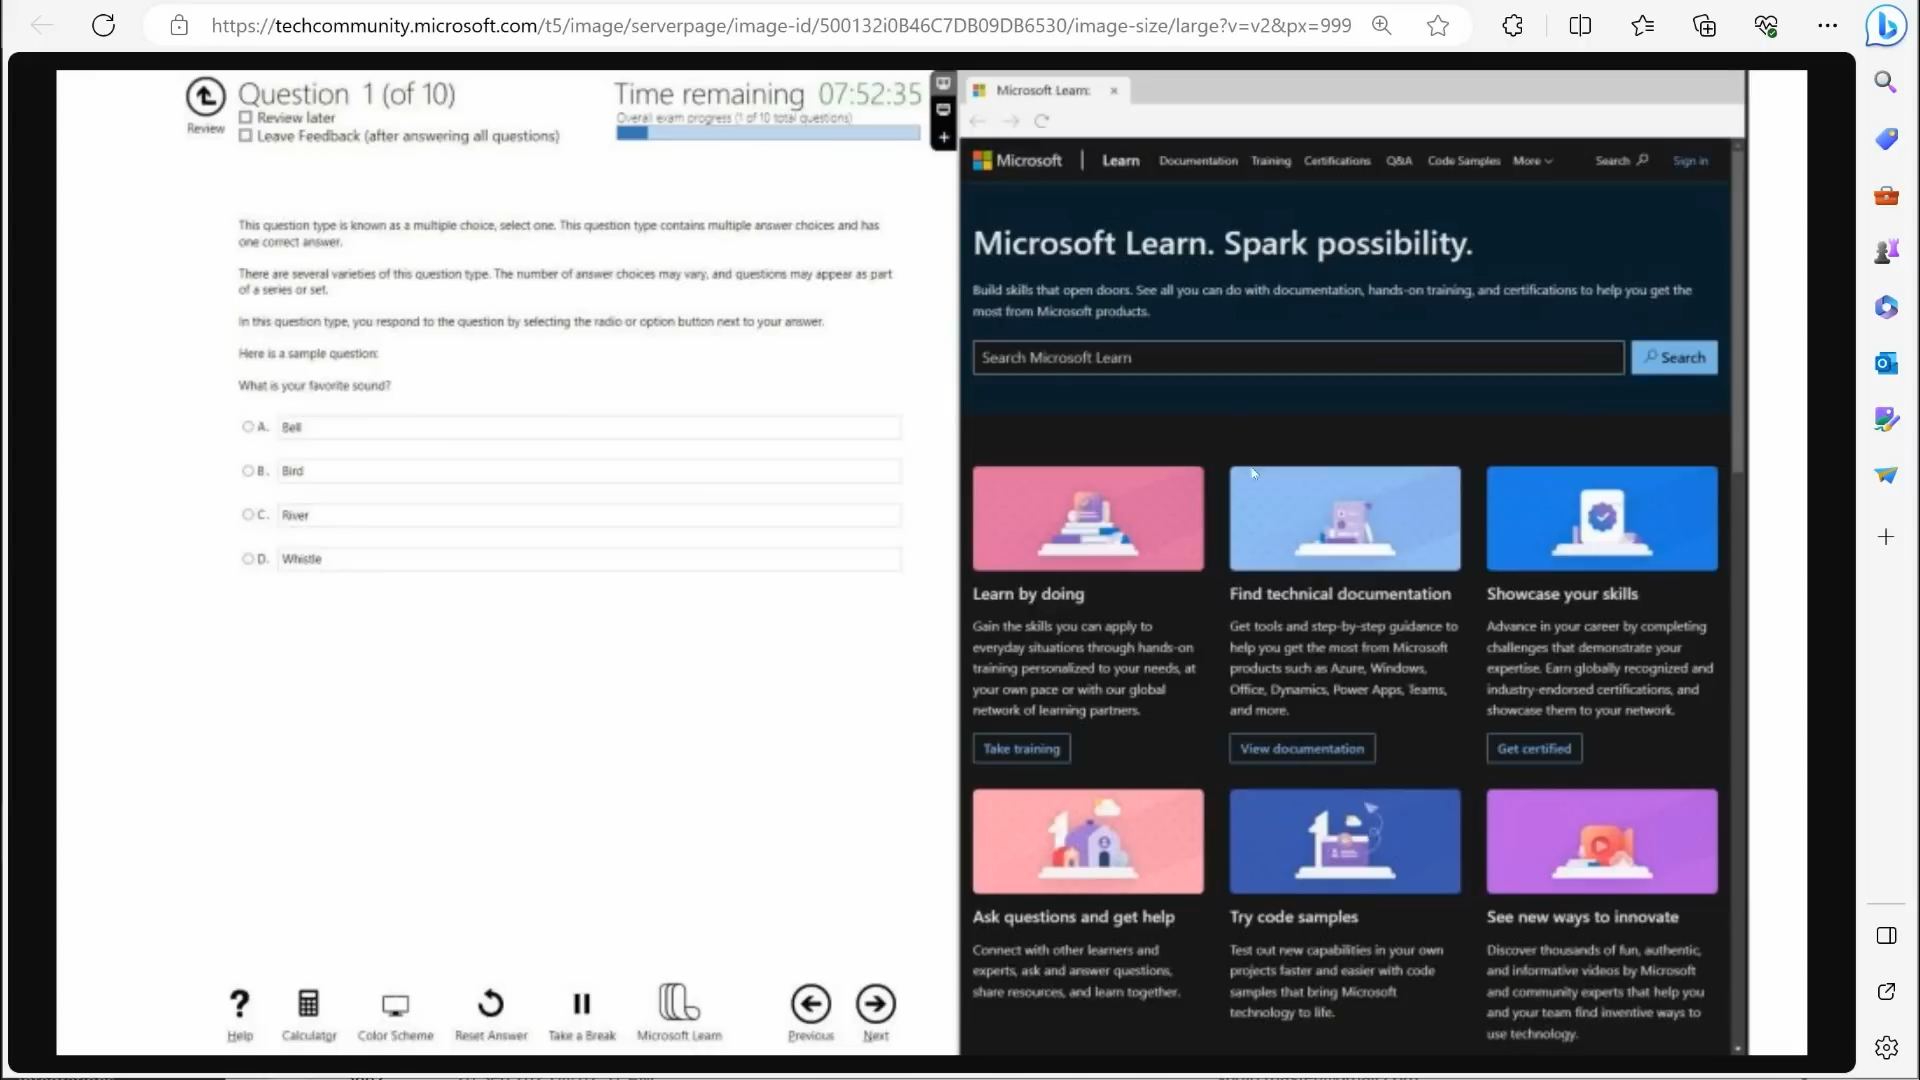 https://techcommunity.microsoft.com/t5/image/serverpage/image-id/500132i0B46C7DB09DB6530/image-size/large?v=v2&px=999
Review
Question 1 (of 10)
Review later
Leave Feedback (after answering all questions)
Time remaining 07:52:35
Overall exam progress (1 of 10 total questions)
This question type is known as a multiple choice, select one. This question type contains multiple answer choices and has
one correct answer.
There are several varieties of this question type. The number of answer choices may vary, and questions may appear as part
of a series or set.
In this question type, you respond to the question by selecting the radio or option button next to your answer.
Here is a sample question:
What is your favorite sound?
A. Bell
B. Bird
C. River
D. Whistle
Help
Calculator
Color Scheme
Reset Answer
Take a Break
Microsoft Learn
Previous
Next
Microsoft Learn:
Microsoft | Learn Documentation Training Certifications Q&A Code Samples More Search Sign in
Microsoft Learn. Spark possibility.
Build skills that open doors. See all you can do with documentation, hands-on training, and certifications to help you get the
most from Microsoft products.
Search Microsoft Learn
Search
Learn by doing
Gain the skills you can apply to
everyday situations through hands-on
training personalized to your needs, at
your own pace or with our global
network of learning partners.
Take training
Find technical documentation
Get tools and step-by-step guidance to
help you get the most from Microsoft
products such as Azure, Windows,
Office, Dynamics, Power Apps, Teams,
and more.
View documentation
Showcase your skills
Advance in your career by completing
challenges that demonstrate your
expertise. Earn globally recognized and
industry-endorsed certifications, and
showcase them to your network.
Get certified
Ask questions and get help
Connect with other learners and
experts, ask and answer questions,
share resources, and learn together.
Try code samples
Test out new capabilities in your own
projects faster and easier with code
samples that bring Microsoft
technology to life.
See new ways to innovate
Discover thousands of fun, authentic,
and informative videos by Microsoft
and community experts that help you
and your team find inventive ways to
use technology.